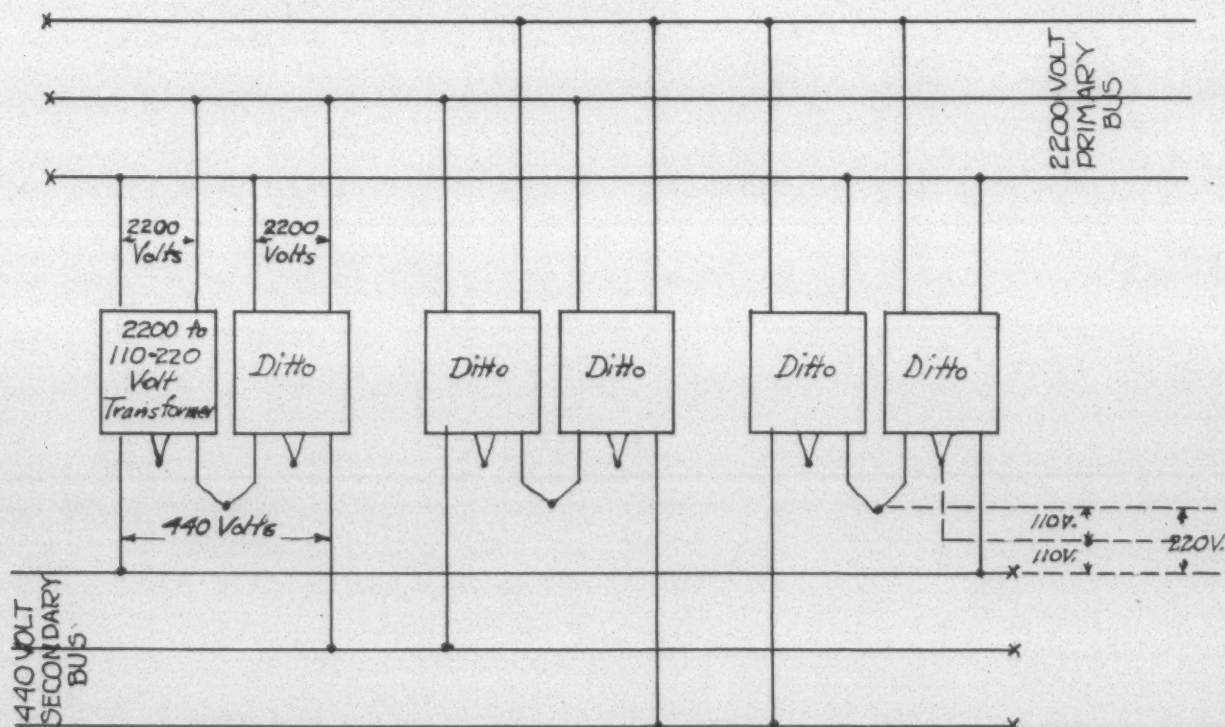 2200 VOLT
PRIMARY
BUS
2200
Volts
2200
Volts
2200 to
110-220
Volt
Transformer
Ditto
Ditto
Ditto
Ditto
Ditto
440 Volts
110V.
110V.
220V.
440 VOLT
SECONDARY
BUS